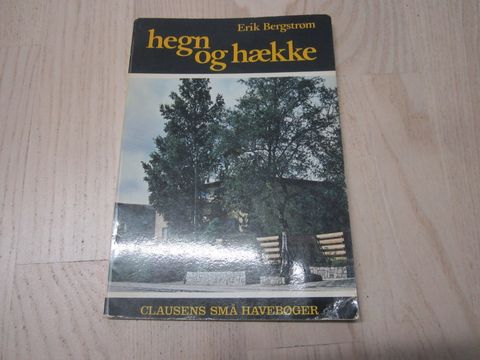 Erik Bergstrøm
hegn
og hække
CLAUSENS SMÅ HAVEBØGER